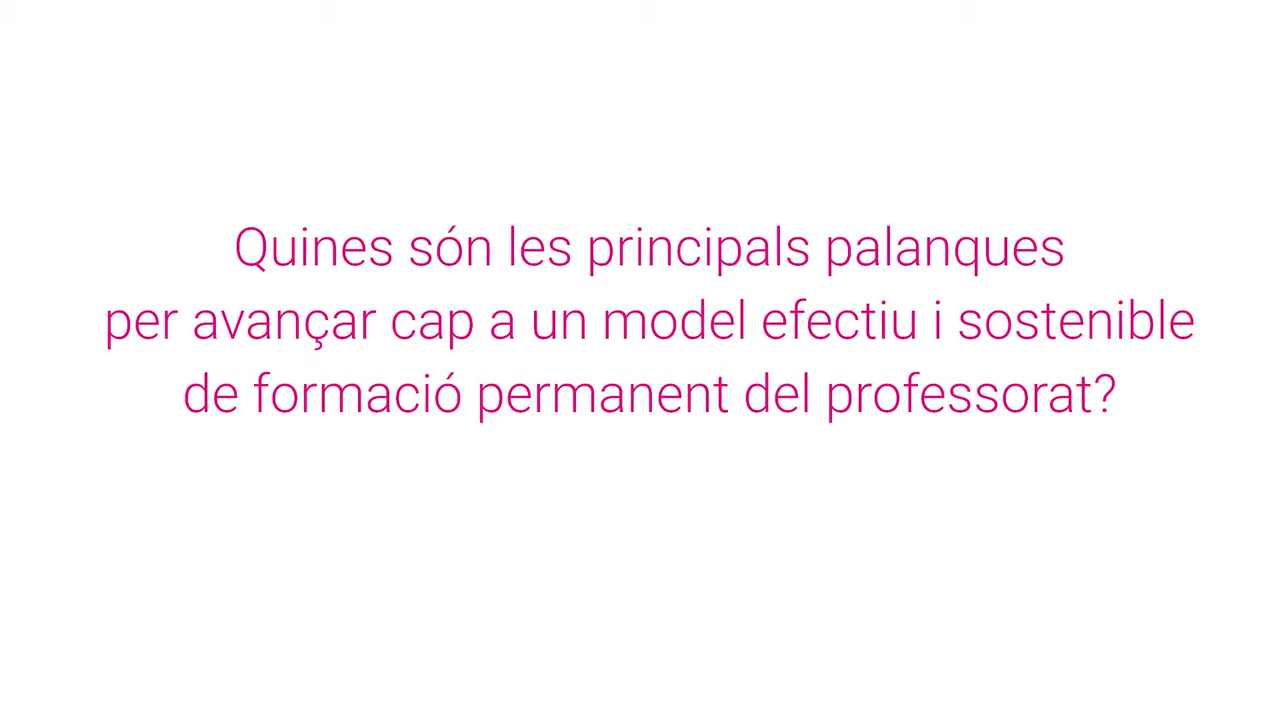 Quines són les principals palanques
per avançar cap a un model efectiu i sostenible
de formació permanent del professorat?